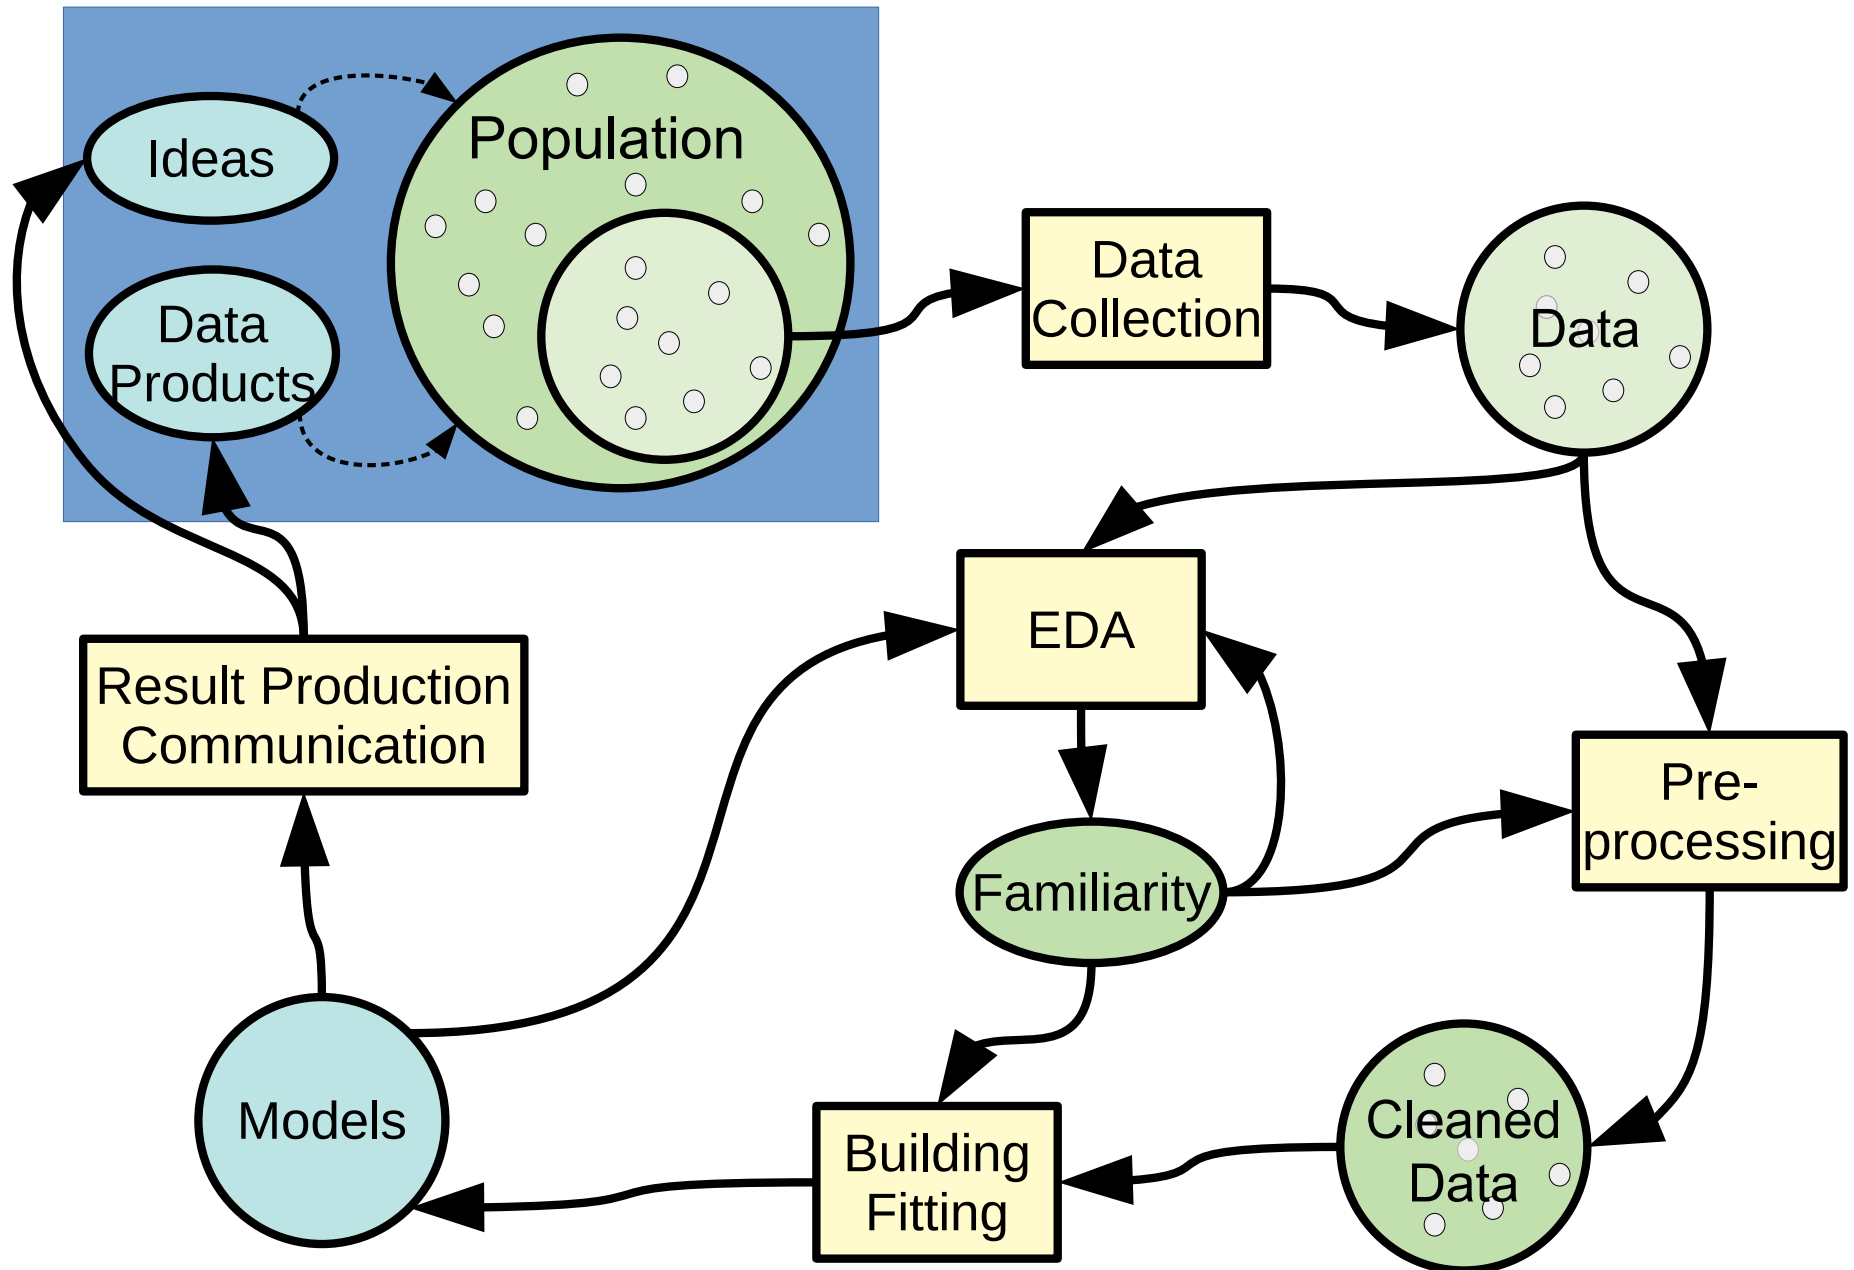 Ideas
Population
Data
Products
Data
Collection
Data
EDA
Result Production
Communication
Pre-
processing
Familiarity
Models
Building
Fitting
Cleaned
Data